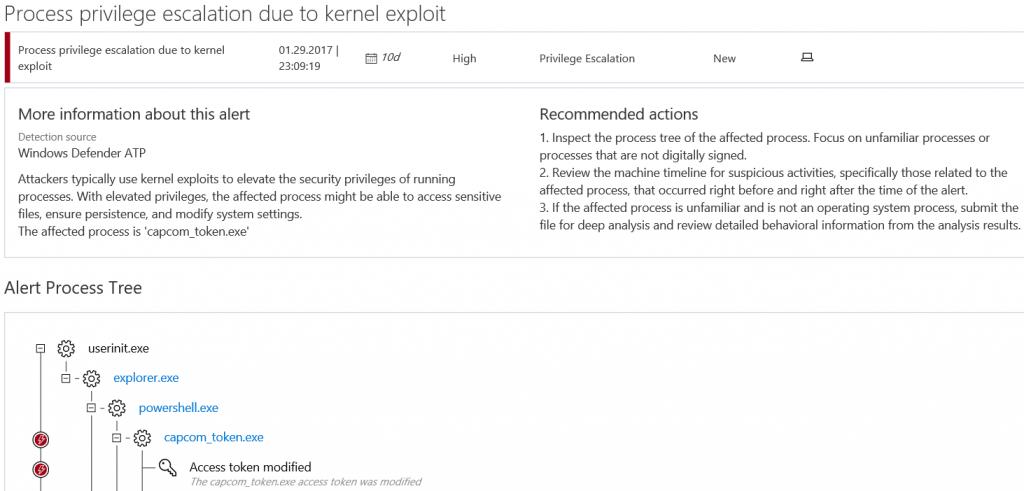 Process privilege escalation due to kernel exploit
Process privilege escalation due to kernel
exploit
01.29.2017 |
23:09:19
10d
High
Privilege Escalation
New
More information about this alert
Detection source
Windows Defender ATP
Attackers typically use kernel exploits to elevate the security privileges of running
processes. With elevated privileges, the affected process might be able to access sensitive
files, ensure persistence, and modify system settings.
The affected process is 'capcom_token.exe'
Recommended actions
1. Inspect the process tree of the affected process. Focus on unfamiliar processes or
processes that are not digitally signed.
2. Review the machine timeline for suspicious activities, specifically those related to the
affected process, that occurred right before and right after the time of the alert.
3. If the affected process is unfamiliar and is not an operating system process, submit the
file for deep analysis and review detailed behavioral information from the analysis results.
Alert Process Tree
userinit.exe
explorer.exe
powershell.exe
capcom_token.exe
Access token modified
The capcom_token.exe access token was modified